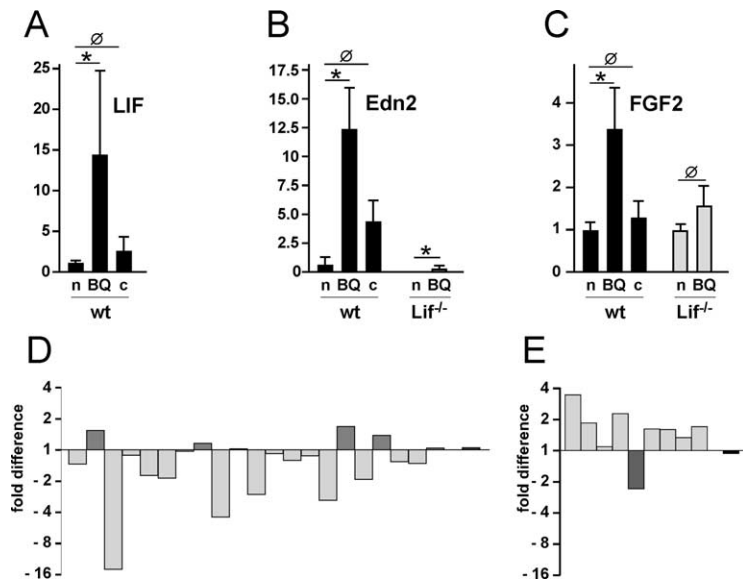 A
∅
*
25
20
15
10
5
0
LIF
n BQ c
wt
B
∅
*
17.5
15.0
12.5
10.0
7.5
5.0
2.5
0
Edn2
*
n BQ c n BQ
wt Lif-/-
C
∅
*
4
3
2
1
0
FGF2
∅
n BQ c n BQ
wt Lif-/-
D
fold difference
4
2
1
- 2
- 4
- 8
- 16
E
fold difference
4
2
1
- 2
- 4
- 8
- 16